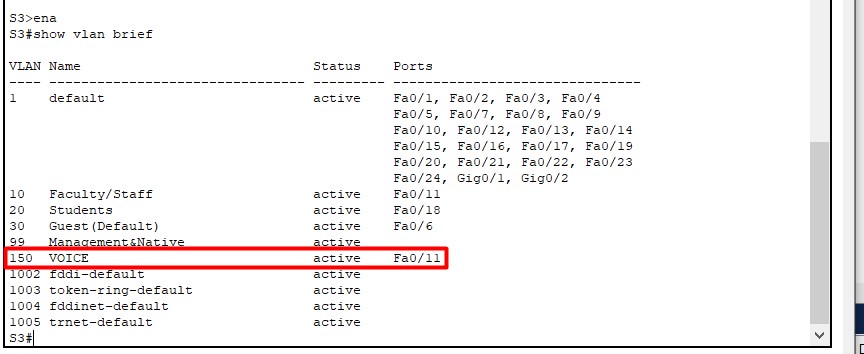 S3>ena
S3#show vlan brief
VLAN Name Status Ports
---- -------------------------------- --------- -------------------------------
1 default active Fa0/1, Fa0/2, Fa0/3, Fa0/4
Fa0/5, Fa0/7, Fa0/8, Fa0/9
Fa0/10, Fa0/12, Fa0/13, Fa0/14
Fa0/15, Fa0/16, Fa0/17, Fa0/19
Fa0/20, Fa0/21, Fa0/22, Fa0/23
Fa0/24, Gig0/1, Gig0/2
10 Faculty/Staff active Fa0/11
20 Students active Fa0/18
30 Guest(Default) active Fa0/6
99 Management&Native active
150 VOICE active Fa0/11
1002 fddi-default active
1003 token-ring-default active
1004 fddinet-default active
1005 trnet-default active
S3#